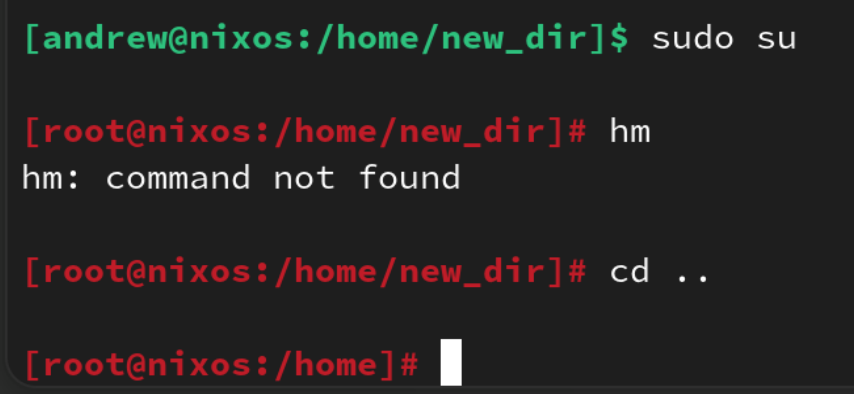 [andrew@nixos:/home/new_dir]$ sudo su
[root@nixos:/home/new_dir]# hm
hm: command not found
[root@nixos:/home/new_dir]# cd ..
[root@nixos:/home]#